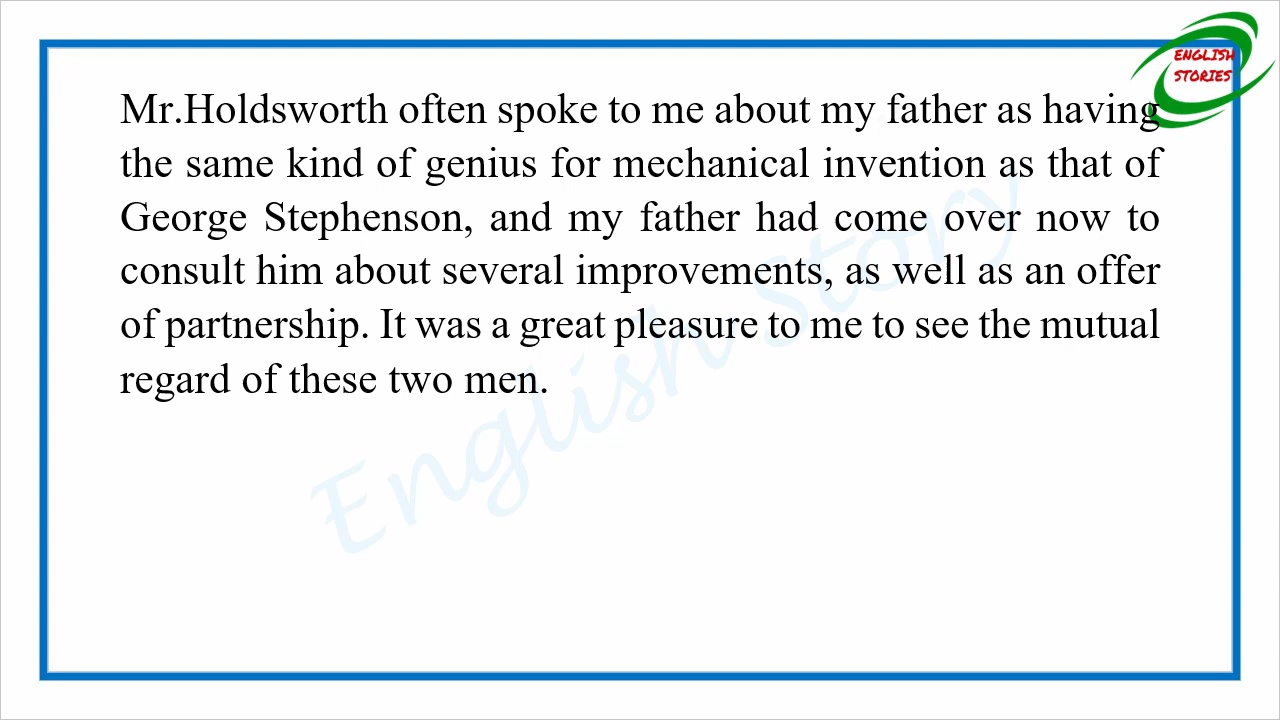 ENGLISH
STORIES
Mr.Holdsworth often spoke to me about my father as having
the same kind of genius for mechanical invention as that of
George Stephenson, and my father had come over now to
consult him about several improvements, as well as an offer
of partnership. It was a great pleasure to me to see the mutual
regard of these two men.
English Story